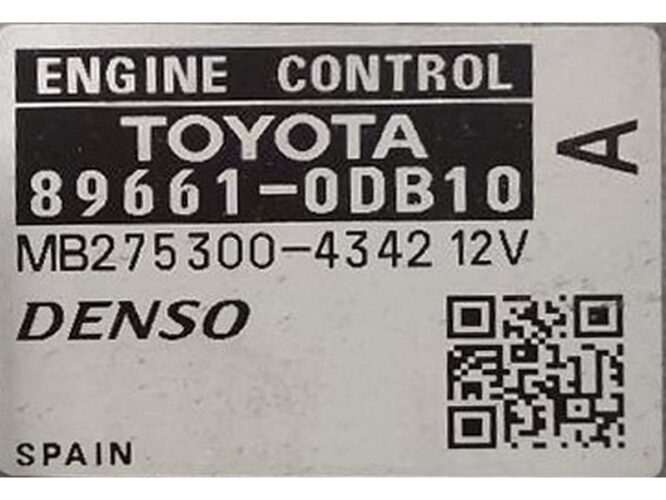 ENGINE CONTROL
TOYOTA
89661-0DB10
A
MB275300-4342 12V
DENSO
SPAIN